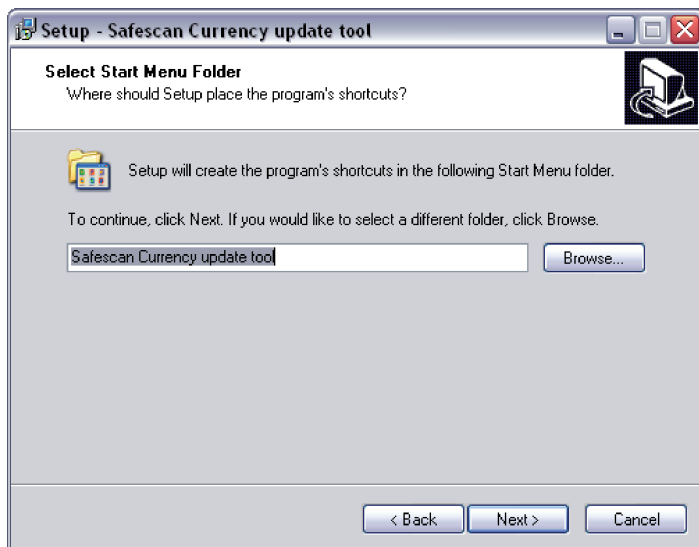 Setup - Safescan Currency update tool
Select Start Menu Folder
Where should Setup place the program's shortcuts?
Setup will create the program's shortcuts in the following Start Menu folder.
To continue, click Next. If you would like to select a different folder, click Browse.
Safescan Currency update tool
Browse...
< Back
Next >
Cancel